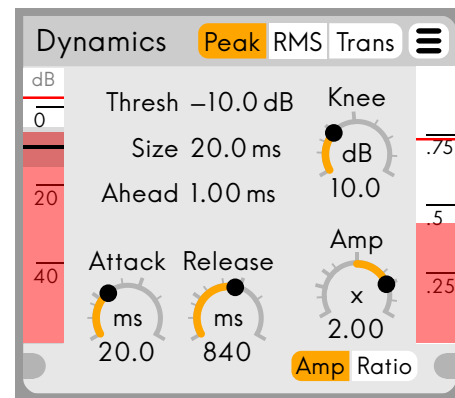 Dynamics Peak RMS Trans
dB
0
20
40
Thresh −10.0 dB
Size 20.0 ms
Ahead 1.00 ms
Knee
dB
10.0
Attack
ms
20.0
Release
ms
840
Amp
x
2.00
Amp Ratio
.75
.5
.25